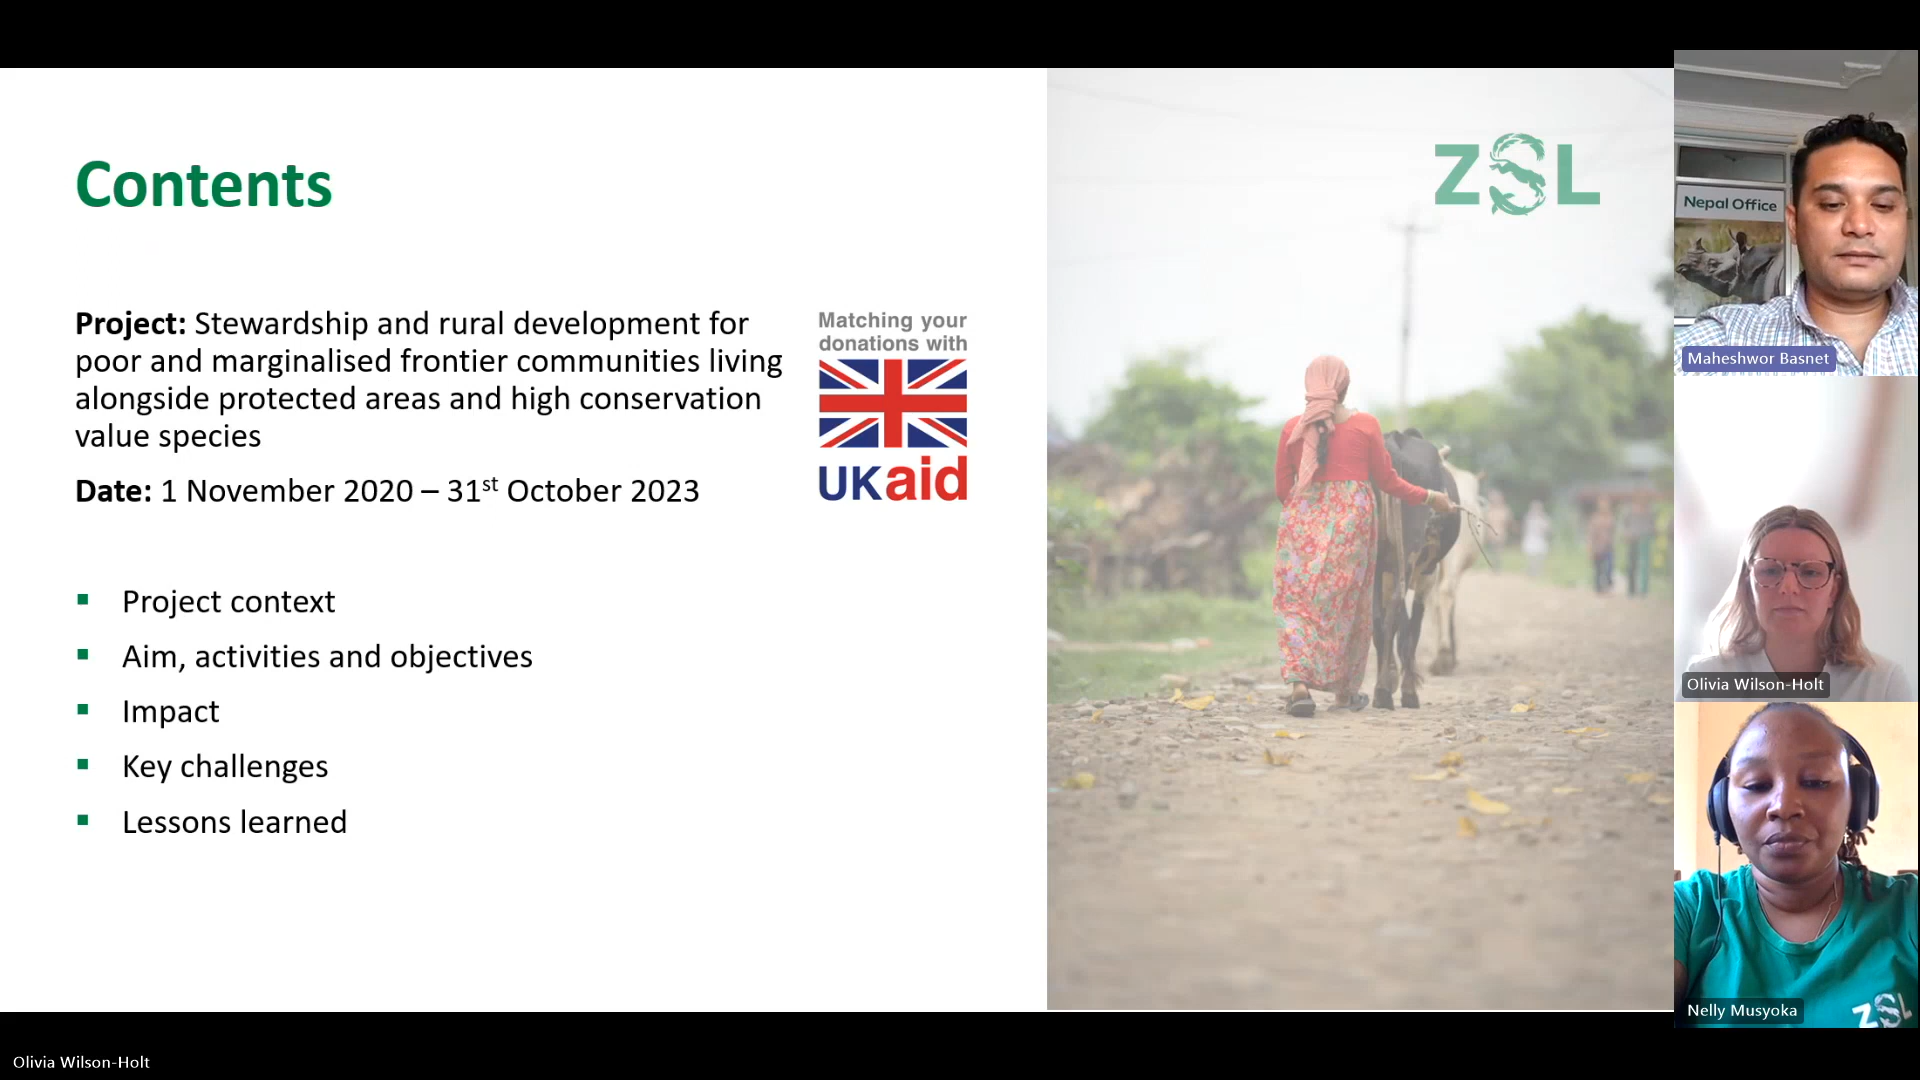 Contents
Project: Stewardship and rural development for
poor and marginalised frontier communities living
alongside protected areas and high conservation
value species
Date: 1 November 2020 – 31st October 2023
Matching your
donations with
UKaid
▪ Project context
▪ Aim, activities and objectives
▪ Impact
▪ Key challenges
▪ Lessons learned
ZSL
Nepal Office
Maheshwor Basnet
Olivia Wilson-Holt
ZSL
Nelly Musyoka
Olivia Wilson-Holt